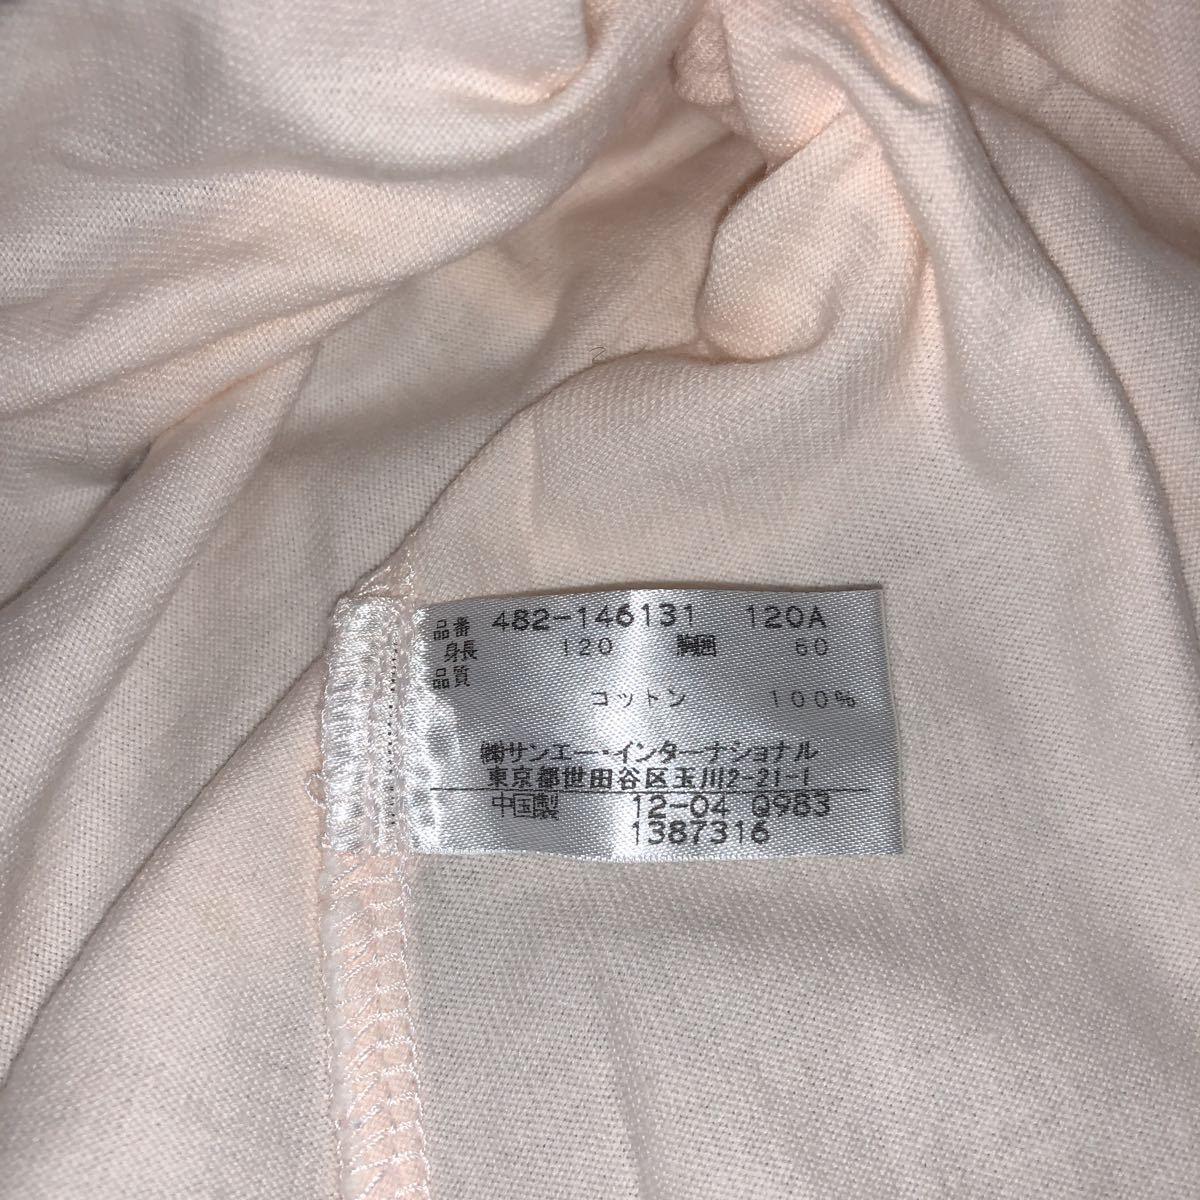 品番 482-146131 120A
身長 120 胸囲 60
品質
コットン 100%
㈱サンエー・インターナショナル
東京都世田谷区玉川2-21-1
中国製 12-04 Q983
1387316